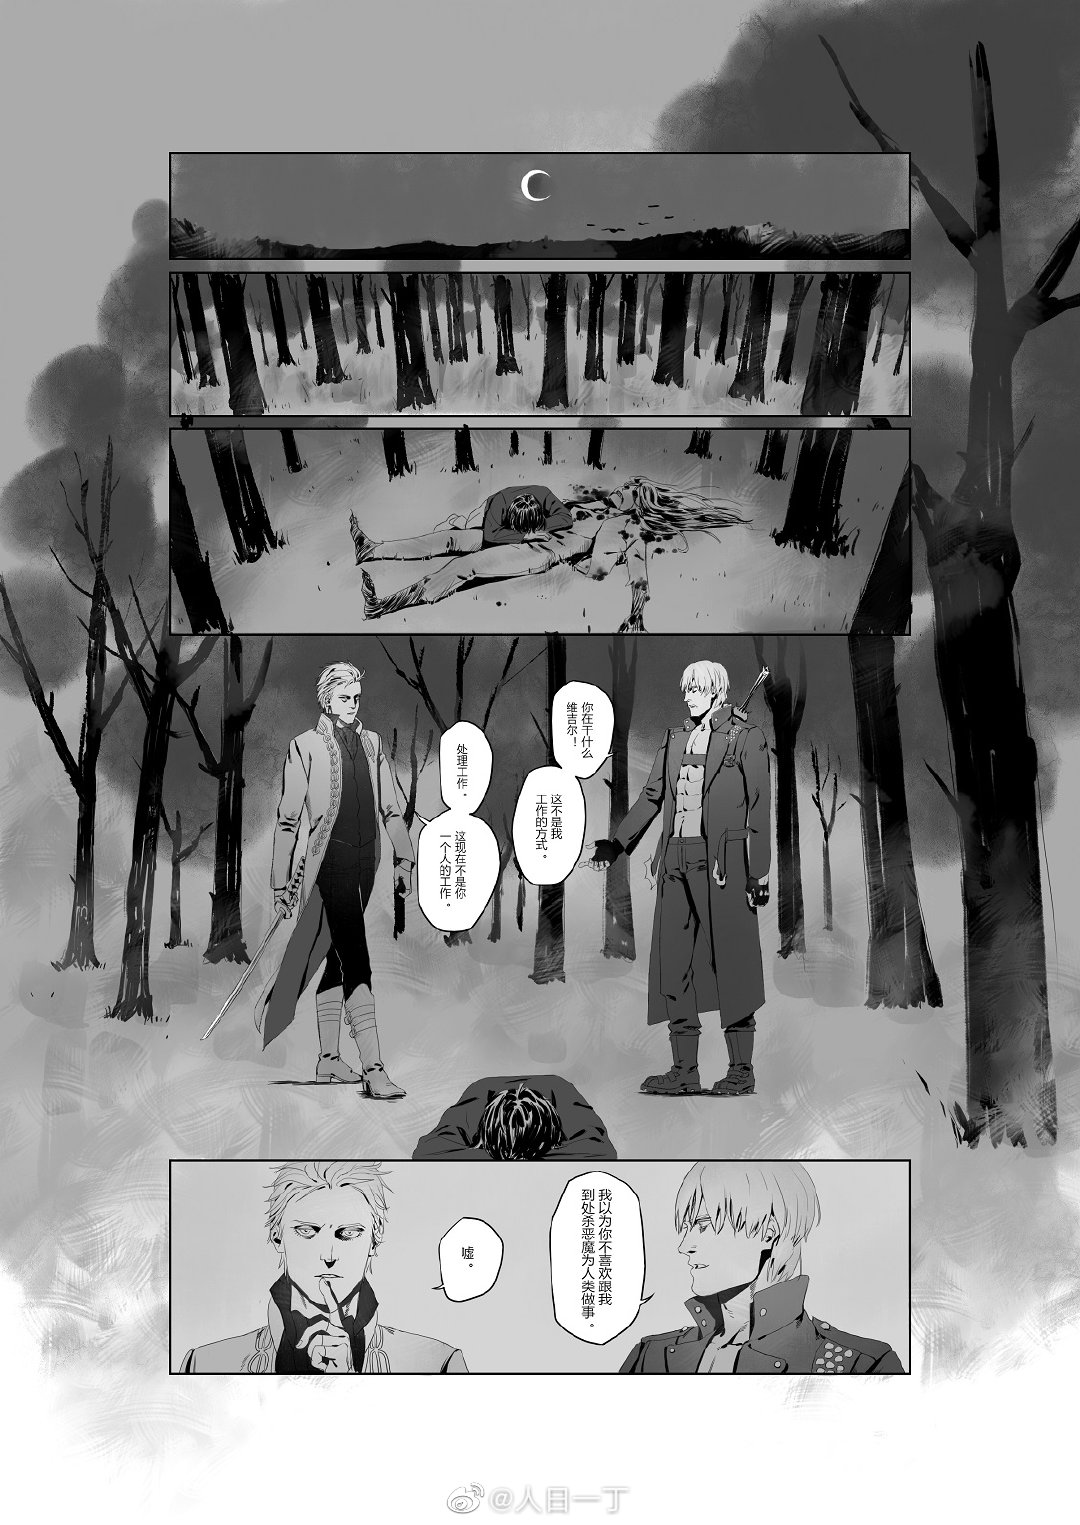 你在干什么
维吉尔！
这不是我
工作的方式。
处理工作。
这现在不是你
一个人的工作。
我以为你不喜欢跟我
到处杀恶魔为人类做事。
嘘。
@人日一丁